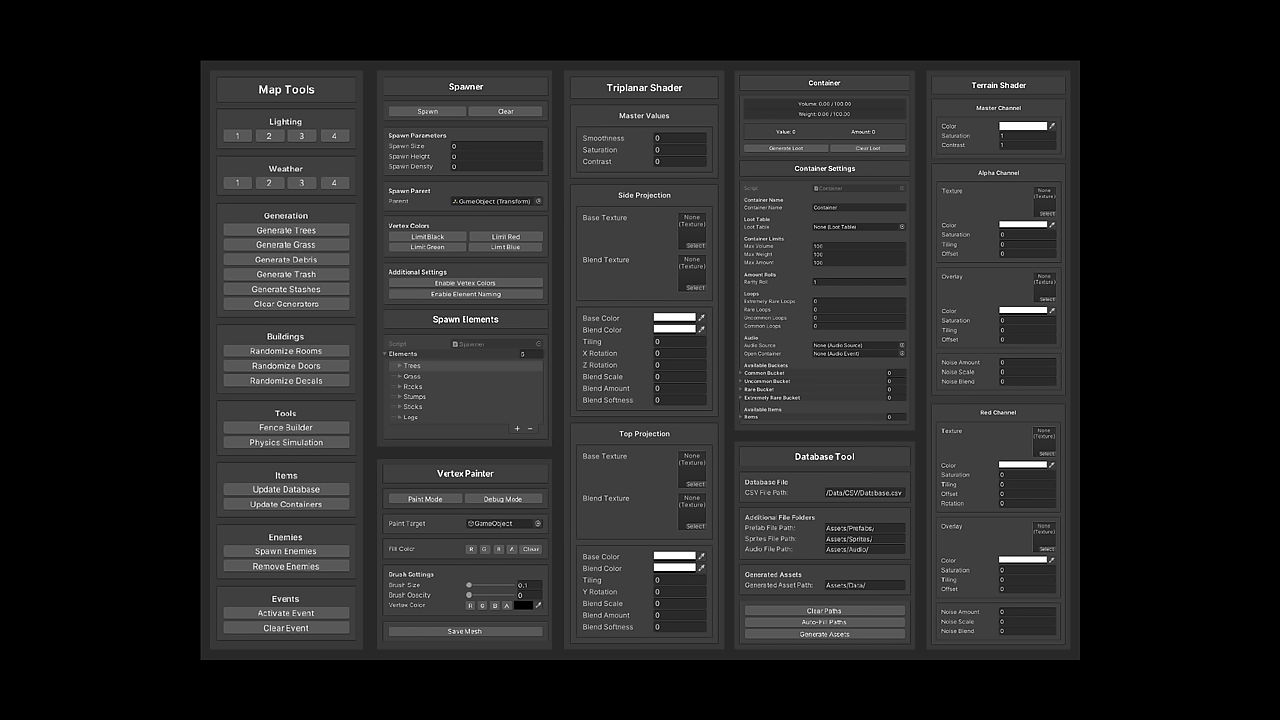 Map Tools
Lighting
1 2 3 4
Weather
1 2 3 4
Generation
Generate Trees
Generate Grass
Generate Debris
Generate Trash
Generate Stashes
Clear Generators
Buildings
Randomize Rooms
Randomize Doors
Randomize Decals
Tools
Fence Builder
Physics Simulation
Items
Update Database
Update Containers
Enemies
Spawn Enemies
Remove Enemies
Events
Activate Event
Clear Event
Spawner
Spawn Clear
Spawn Parameters
Spawn Size 0
Spawn Height 0
Spawn Density 0
Spawn Parent
Parent GameObject (Transform)
Vertex Colors
Limit Black Limit Red
Limit Green Limit Blue
Additional Settings
Enable Vertex Colors
Enable Element Naming
Spawn Elements
Script Spawner
Elements 6
Trees
Grass
Rocks
Stumps
Sticks
Logs
+ −
Vertex Painter
Paint Mode Debug Mode
Paint Target GameObject
Fill Color R G B A Clear
Brush Settings
Brush Size 0.1
Brush Opacity 0
Vertex Color R G B A
Save Mesh
Triplanar Shader
Master Values
Smoothness 0
Saturation 0
Contrast 0
Side Projection
Base Texture None
(Texture)
Select
Blend Texture None
(Texture)
Select
Base Color
Blend Color
Tiling 0
X Rotation 0
Z Rotation 0
Blend Scale 0
Blend Amount 0
Blend Softness 0
Top Projection
Base Texture None
(Texture)
Select
Blend Texture None
(Texture)
Select
Base Color
Blend Color
Tiling 0
Y Rotation 0
Blend Scale 0
Blend Amount 0
Blend Softness 0
Container
Volume: 0.00 / 100.00
Weight: 0.00 / 100.00
Value: 0 Amount: 0
Generate Loot Clear Loot
Container Settings
Script Container
Container Name
Container Name Container
Loot Table
Loot Table None (Loot Table)
Container Limits
Max Volume 100
Max Weight 100
Max Amount 100
Amount Rolls
Rarity Roll 1
Loops
Extremely Rare Loops 0
Rare Loops 0
Uncommon Loops 0
Common Loops 0
Audio
Audio Source None (Audio Source)
Open Container None (Audio Event)
Available Buckets
Common Bucket 0
Uncommon Bucket 0
Rare Bucket 0
Extremely Rare Bucket 0
Available Items
Items 0
Database Tool
Database File
CSV File Path: /Data/CSV/Database.csv
Additional File Folders
Prefab File Path: Assets/Prefabs/
Sprites File Path: Assets/Sprites/
Audio File Path: Assets/Audio/
Generated Assets
Generated Asset Path: Assets/Data/
Clear Paths
Auto-Fill Paths
Generate Assets
Terrain Shader
Master Channel
Color
Saturation 1
Contrast 1
Alpha Channel
Texture None
(Texture)
Select
Color
Saturation 0
Tiling 0
Offset 0
Overlay None
(Texture)
Select
Color
Saturation 0
Tiling 0
Offset 0
Noise Amount 0
Noise Scale 0
Noise Blend 0
Red Channel
Texture None
(Texture)
Select
Color
Saturation 0
Tiling 0
Offset 0
Rotation 0
Overlay None
(Texture)
Select
Color
Saturation 0
Tiling 0
Offset 0
Noise Amount 0
Noise Scale 0
Noise Blend 0